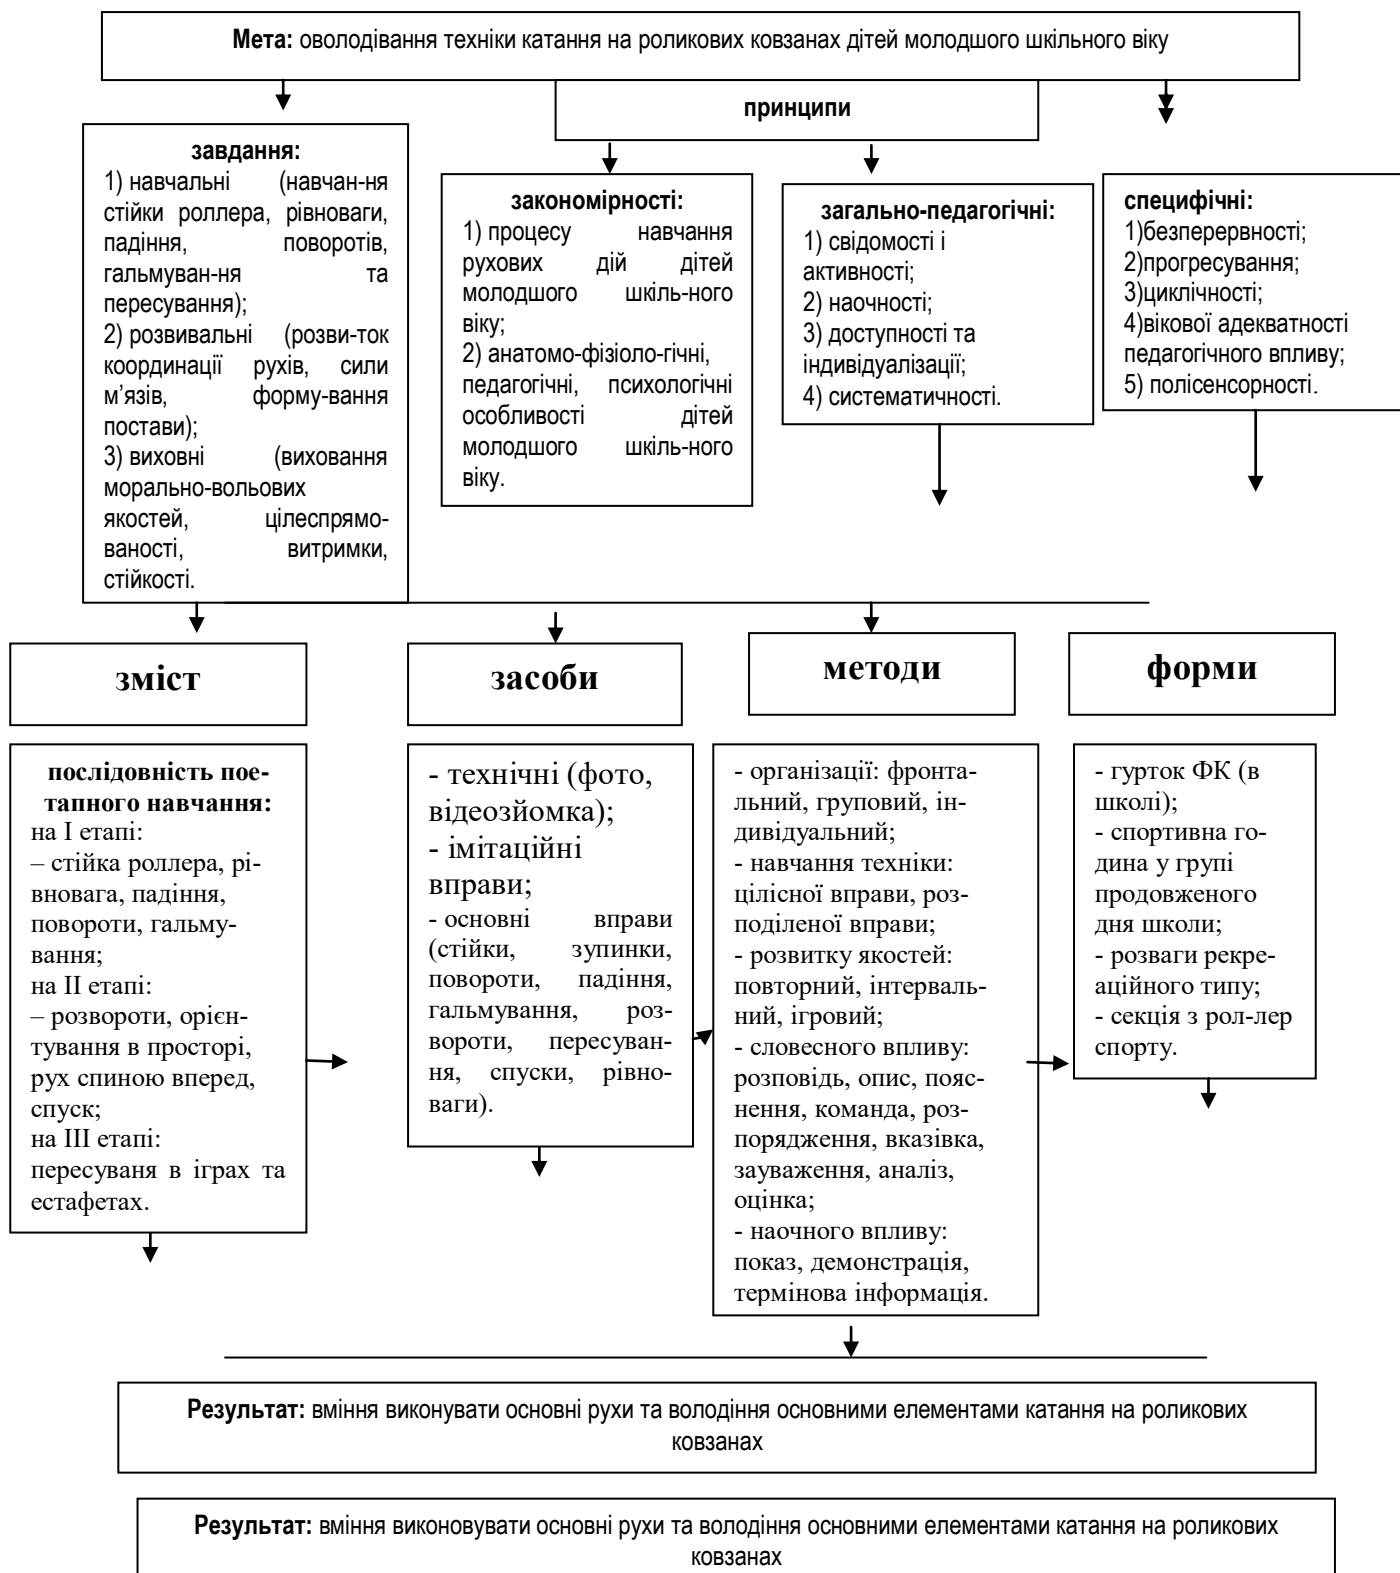 Мета: оволодівання техніки катання на роликових ковзанах дітей молодшого шкільного віку
принципи
завдання:
1) навчальні (навчан-ня
стійки роллера, рівноваги,
падіння, поворотів,
гальмуван-ня та
пересування);
2) розвивальні (розви-ток
координації рухів, сили
м’язів, форму-вання
постави);
3) виховні (виховання
морально-вольових
якостей, цілеспрямо-
ваності, витримки,
стійкості.
закономірності:
1) процесу навчання
рухових дій дітей
молодшого шкіль-ного
віку;
2) анатомо-фізіоло-гічні,
педагогічні, психологічні
особливості дітей
молодшого шкіль-ного
віку.
загально-педагогічні:
1) свідомості і
активності;
2) наочності;
3) доступності та
індивідуалізації;
4) систематичності.
специфічні:
1)безперервності;
2)прогресування;
3)циклічності;
4)вікової адекватності
педагогічного впливу;
5) полісенсорності.
зміст
засоби
методи
форми
послідовність пое-
тапного навчання:
на І етапі:
– стійка роллера, рі-
вновага, падіння,
повороти, гальму-
вання;
на ІІ етапі:
– розвороти, орієн-
тування в просторі,
рух спиною вперед,
спуск;
на ІІІ етапі:
пересуваня в іграх та
естафетах.
- технічні (фото,
відеозйомка);
- імітаційні
вправи;
- основні вправи
(стійки, зупинки,
повороти, падіння,
гальмування, роз-
вороти, пересуван-
ня, спуски, рівно-
ваги).
- організації: фронта-
льний, груповий, ін-
дивідуальний;
- навчання техніки:
цілісної вправи, роз-
поділеної вправи;
- розвитку якостей:
повторний, інтерваль-
ний, ігровий;
- словесного впливу:
розповідь, опис, пояс-
нення, команда, роз-
порядження, вказівка,
зауваження, аналіз,
оцінка;
- наочного впливу:
показ, демонстрація,
термінова інформація.
- гурток ФК (в
школі);
- спортивна го-
дина у групі
продовженого
дня школи;
- розваги рекре-
аційного типу;
- секція з рол-лер
спорту.
Результат: вміння виконувати основні рухи та володіння основними елементами катання на роликових
ковзанах
Результат: вміння виконовувати основні рухи та володіння основними елементами катання на роликових
ковзанах